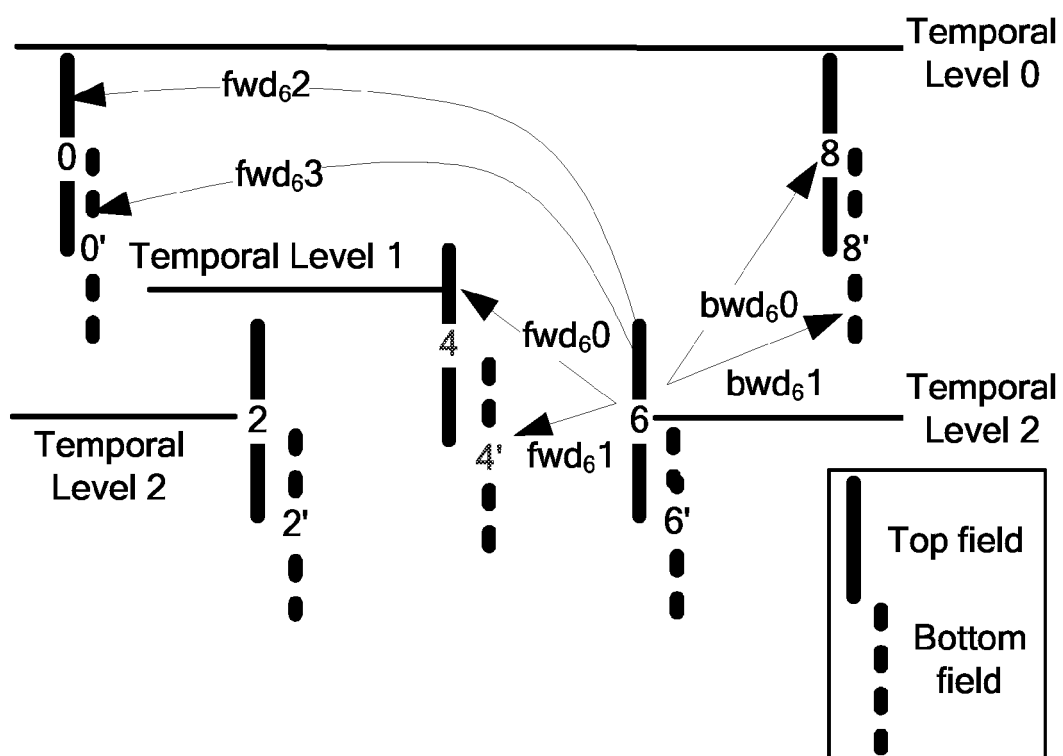 Temporal
Level 0
fwd₆2
0
8
fwd₆3
0'
8'
Temporal Level 1
bwd₆0
fwd₆0
4
bwd₆1
Temporal
Level 2
2
6
Temporal
Level 2
4'
fwd₆1
2'
6'
Top field
Bottom
field